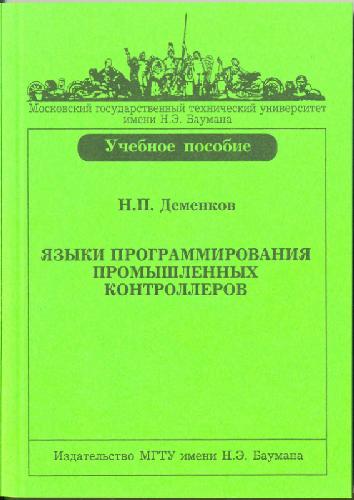 Московский государственный технический университет
имени Н.Э. Баумана
Учебное пособие
Н.П. Деменков
ЯЗЫКИ ПРОГРАММИРОВАНИЯ
ПРОМЫШЛЕННЫХ
КОНТРОЛЛЕРОВ
Издательство МГТУ имени Н.Э. Баумана